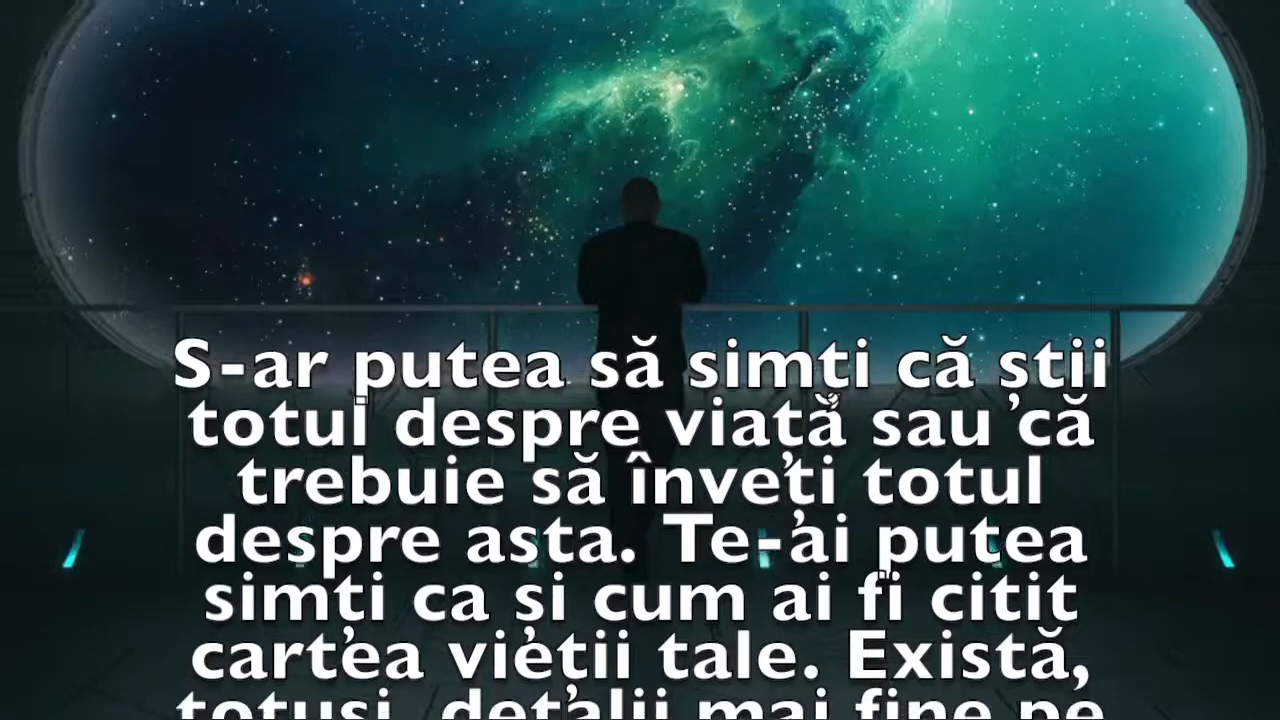 S-ar putea să simți că știi
totul despre viață sau că
trebuie să înveți totul
despre asta. Te-ai putea
simți ca și cum ai fi citit
cartea vieții tale. Există,
totuși, detalii mai fine pe